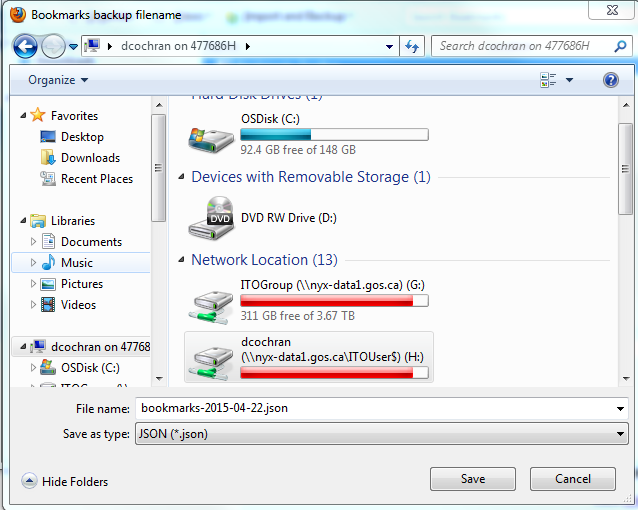 Bookmarks backup filename
dcochran on 477686H
Search dcochran on 477686H
Organize
Favorites
Desktop
Downloads
Recent Places
Libraries
Documents
Music
Pictures
Videos
dcochran on 47768
OSDisk (C:)
Hard Disk Drives (1)
OSDisk (C:)
92.4 GB free of 148 GB
Devices with Removable Storage (1)
DVD
DVD RW Drive (D:)
Network Location (13)
ITOGroup (\\nyx-data1.gos.ca) (G:)
311 GB free of 3.67 TB
dcochran
(\\nyx-data1.gos.ca\ITOUser$) (H:)
File name: bookmarks-2015-04-22.json
Save as type: JSON (*.json)
Hide Folders
Save
Cancel